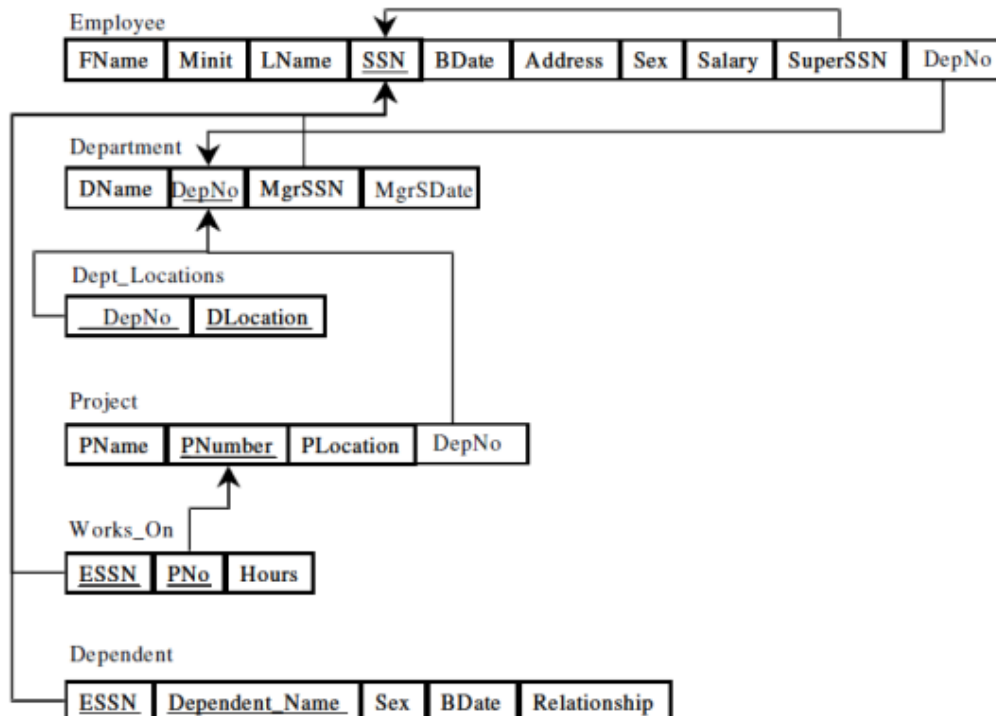 Employee
FName Minit LName SSN BDate Address Sex Salary SuperSSN DepNo
Department
DName DepNo MgrSSN MgrSDate
Dept_Locations
DepNo DLocation
Project
PName PNumber PLocation DepNo
Works_On
ESSN PNo Hours
Dependent
ESSN Dependent_Name Sex BDate Relationship